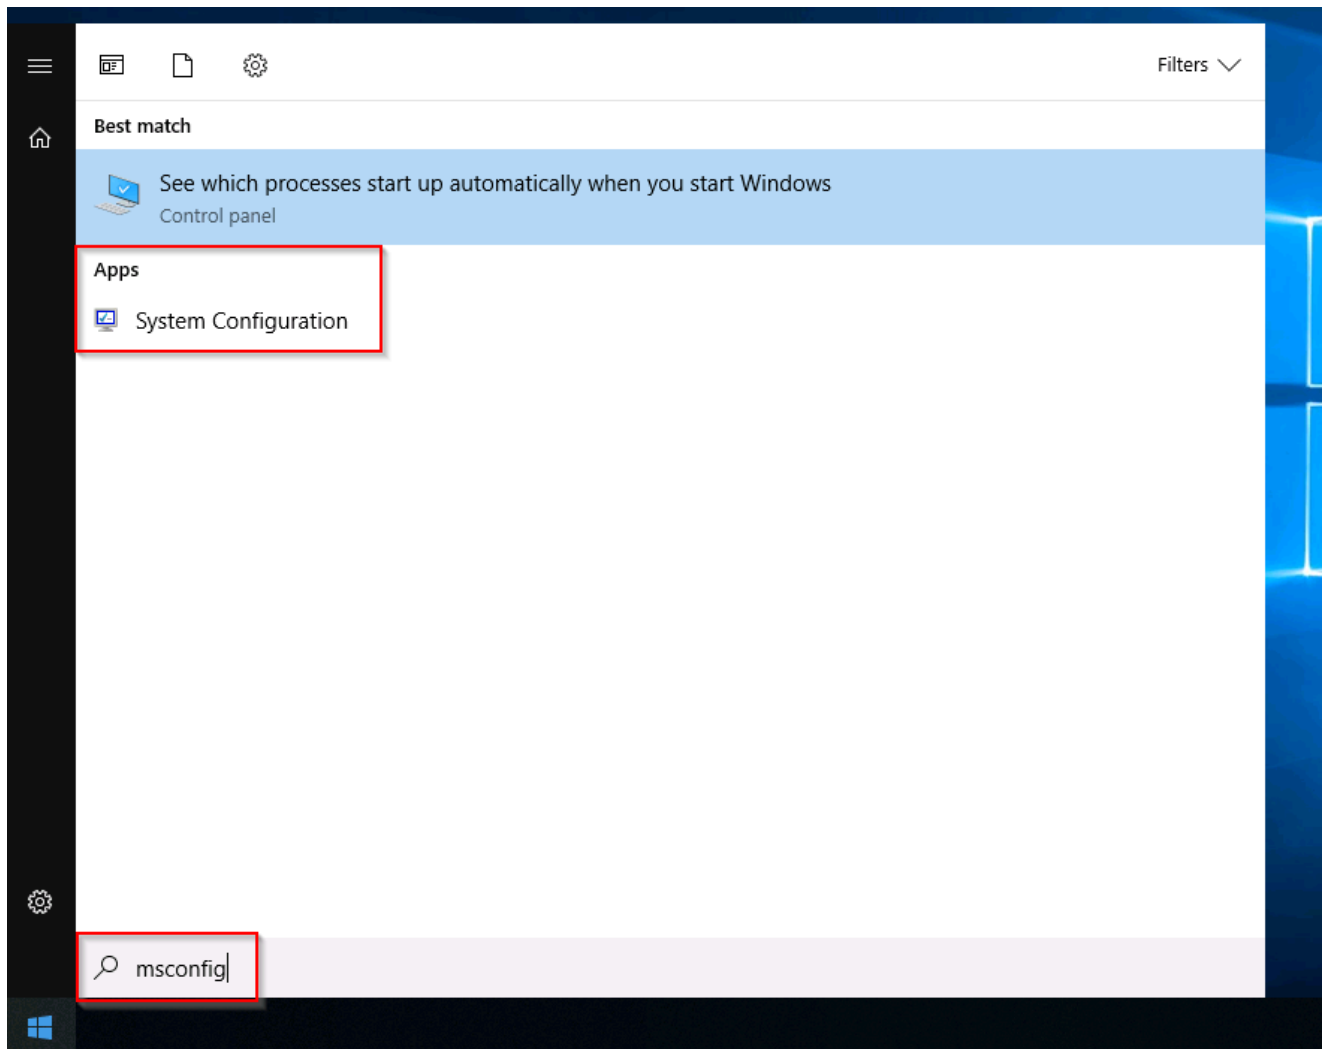 Filters
Best match
See which processes start up automatically when you start Windows
Control panel
Apps
System Configuration
msconfig